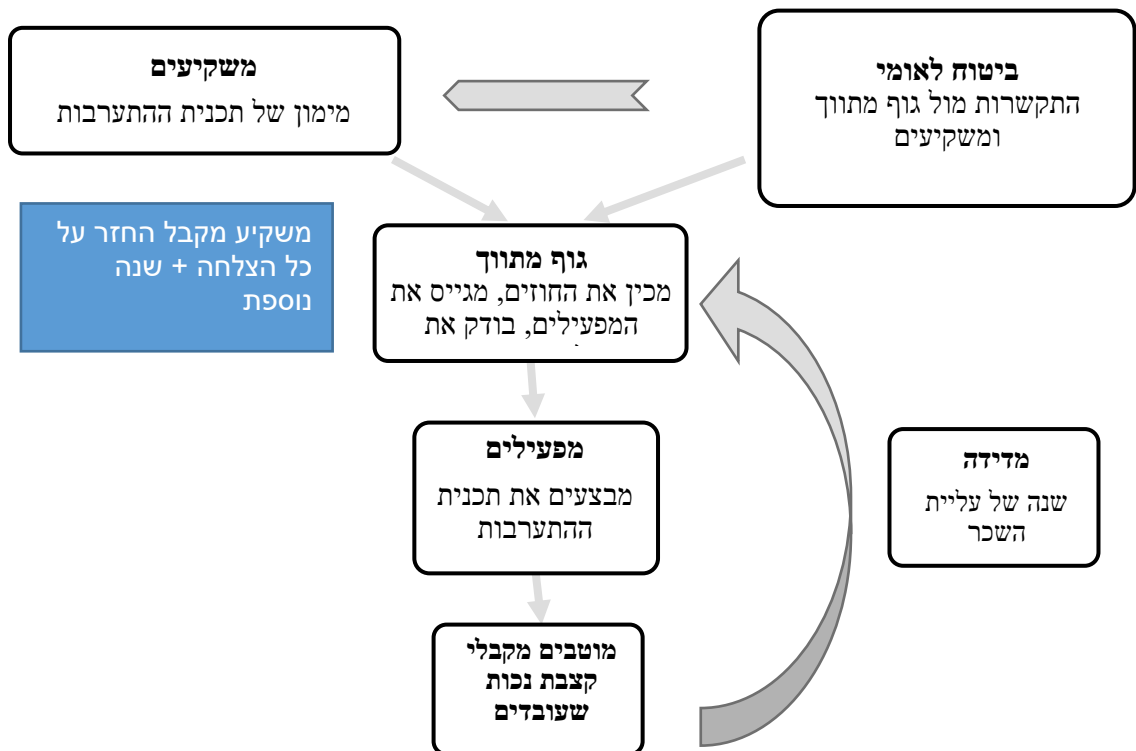 ביטוח לאומי
התקשרות מול גוף מתווך
ומשקיעים
משקיעים
מימון של תכנית ההתערבות
משקיע מקבל החזר על
כל הצלחה + שנה
נוספת
גוף מתווך
מכין את החוזים, מגייס את
המפעילים, בודק את
מפעילים
מבצעים את תכנית
ההתערבות
מדידה
שנה של עליית
השכר
מוטבים מקבלי
קצבת נכות
שעובדים